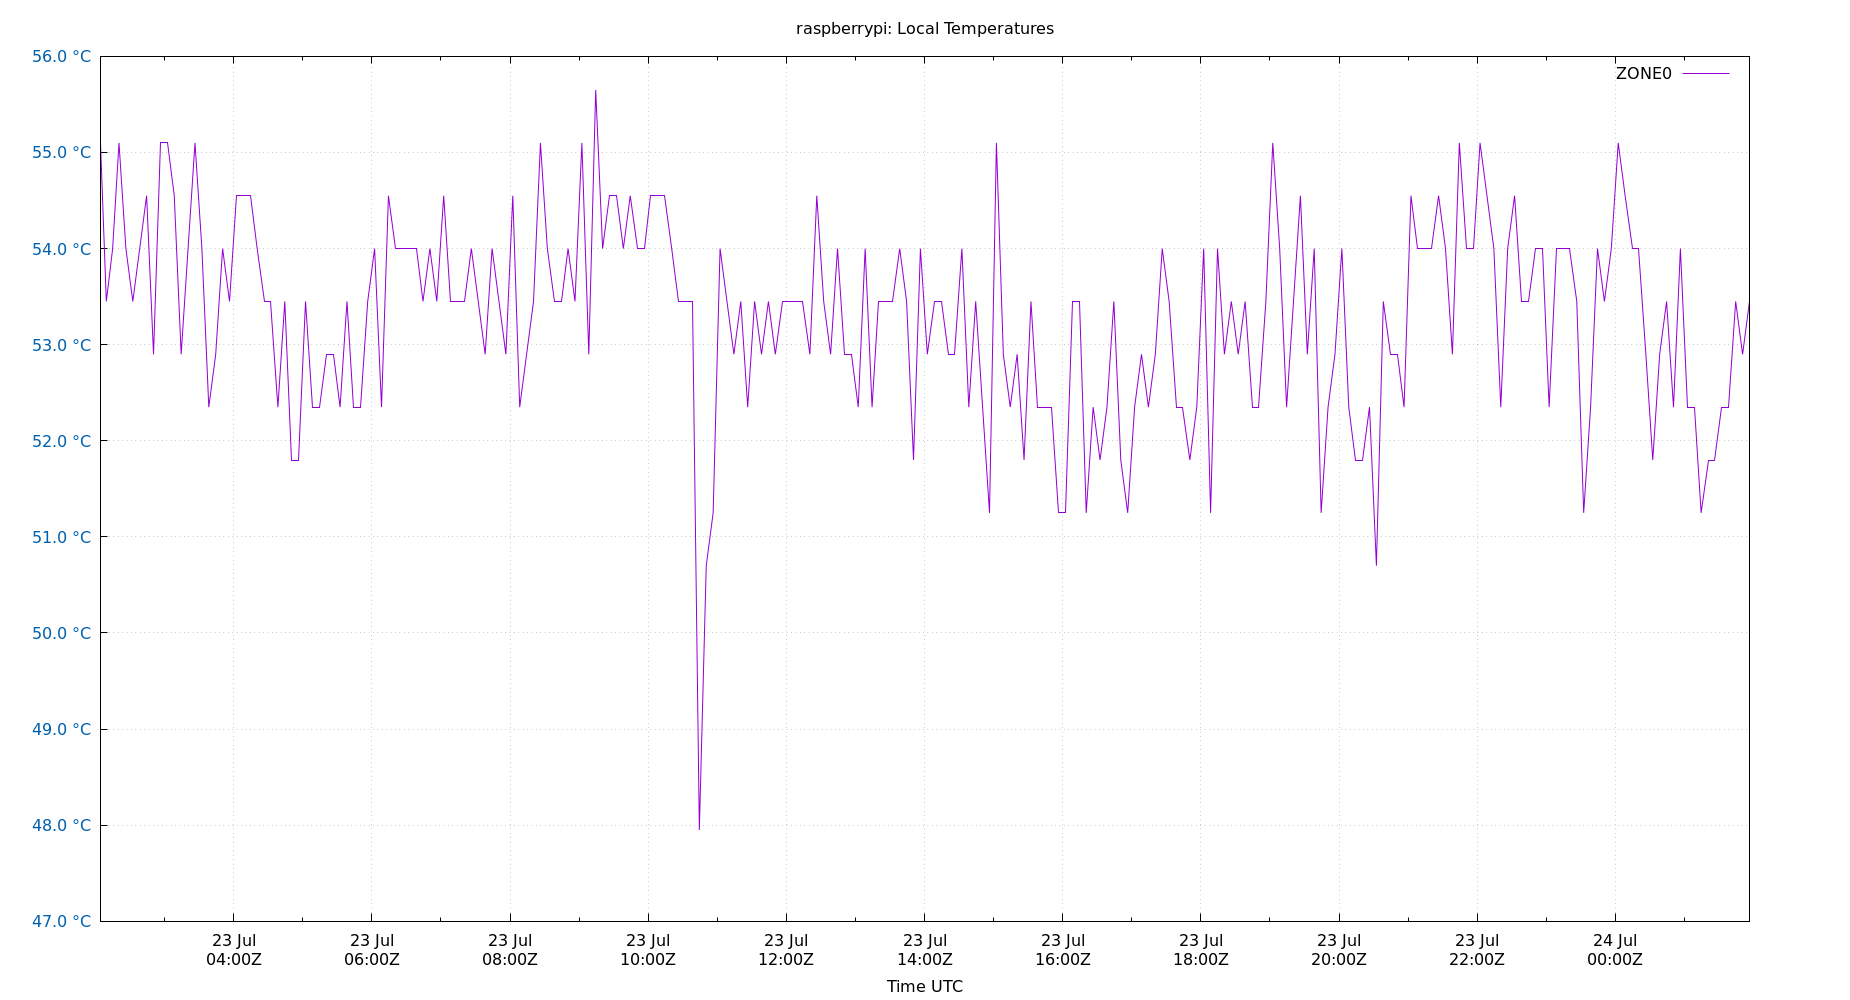 raspberrypi: Local Temperatures
ZONE0
56.0 °C
55.0 °C
54.0 °C
53.0 °C
52.0 °C
51.0 °C
50.0 °C
49.0 °C
48.0 °C
47.0 °C
23 Jul 23 Jul 23 Jul 23 Jul 23 Jul 23 Jul 23 Jul 23 Jul 23 Jul 23 Jul 24 Jul
04:00Z 06:00Z 08:00Z 10:00Z 12:00Z 14:00Z 16:00Z 18:00Z 20:00Z 22:00Z 00:00Z
Time UTC